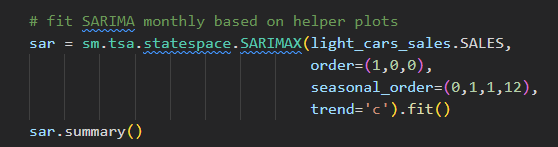 # fit SARIMA monthly based on helper plots
sar = sm.tsa.statespace.SARIMAX(light_cars_sales.SALES,
order=(1,0,0),
seasonal_order=(0,1,1,12),
trend='c').fit()
sar.summary()